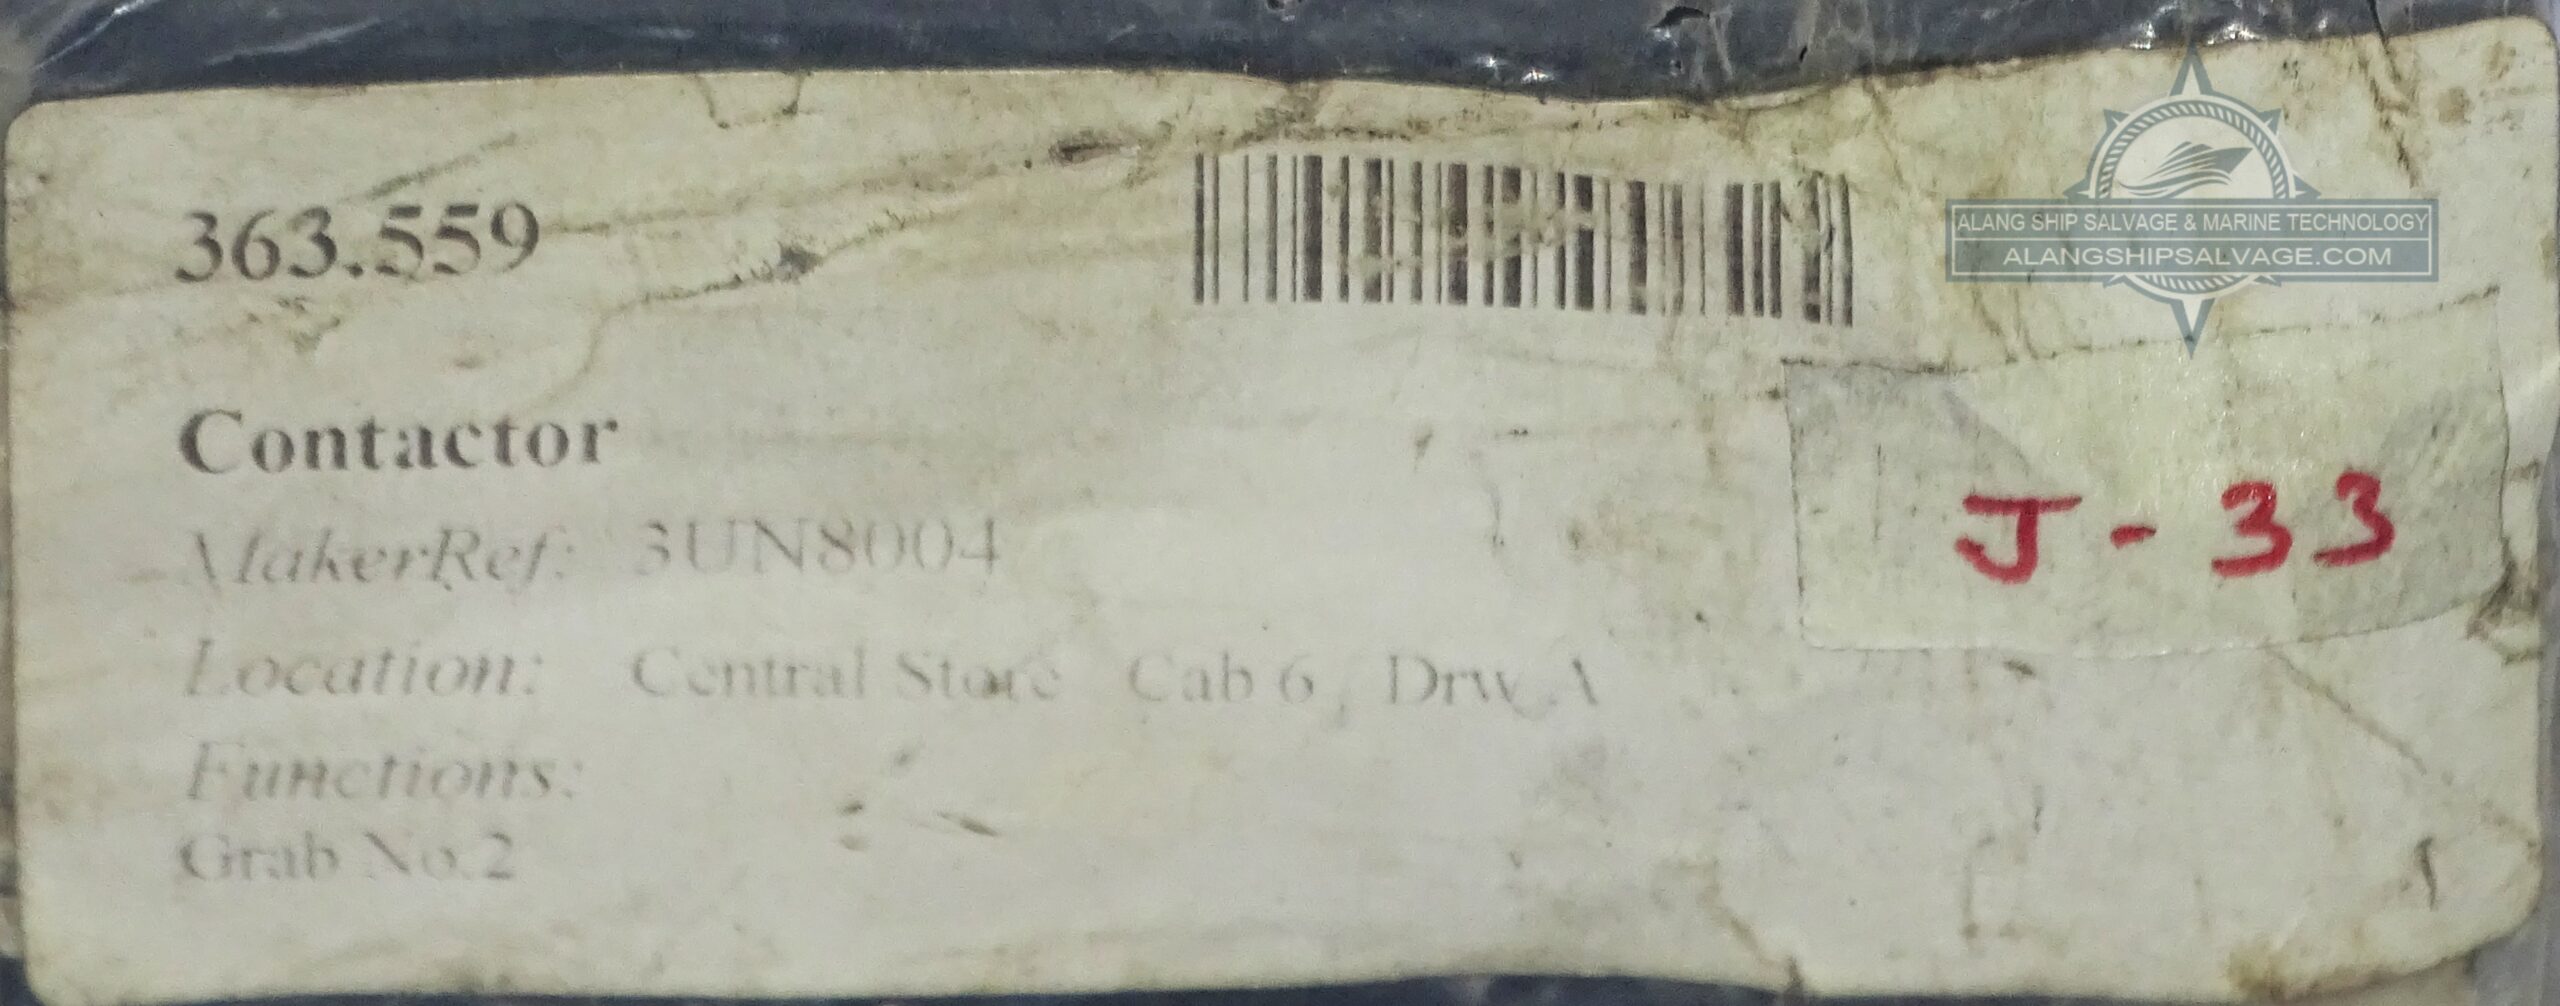 363.559
ALANG SHIP SALVAGE & MARINE TECHNOLOGY
ALANGSHIPSALVAGE.COM
Contactor
MakerRef: 3UN8004
J-33
Location: Central Store Cab 6, Drw A
Functions:
Grab No.2